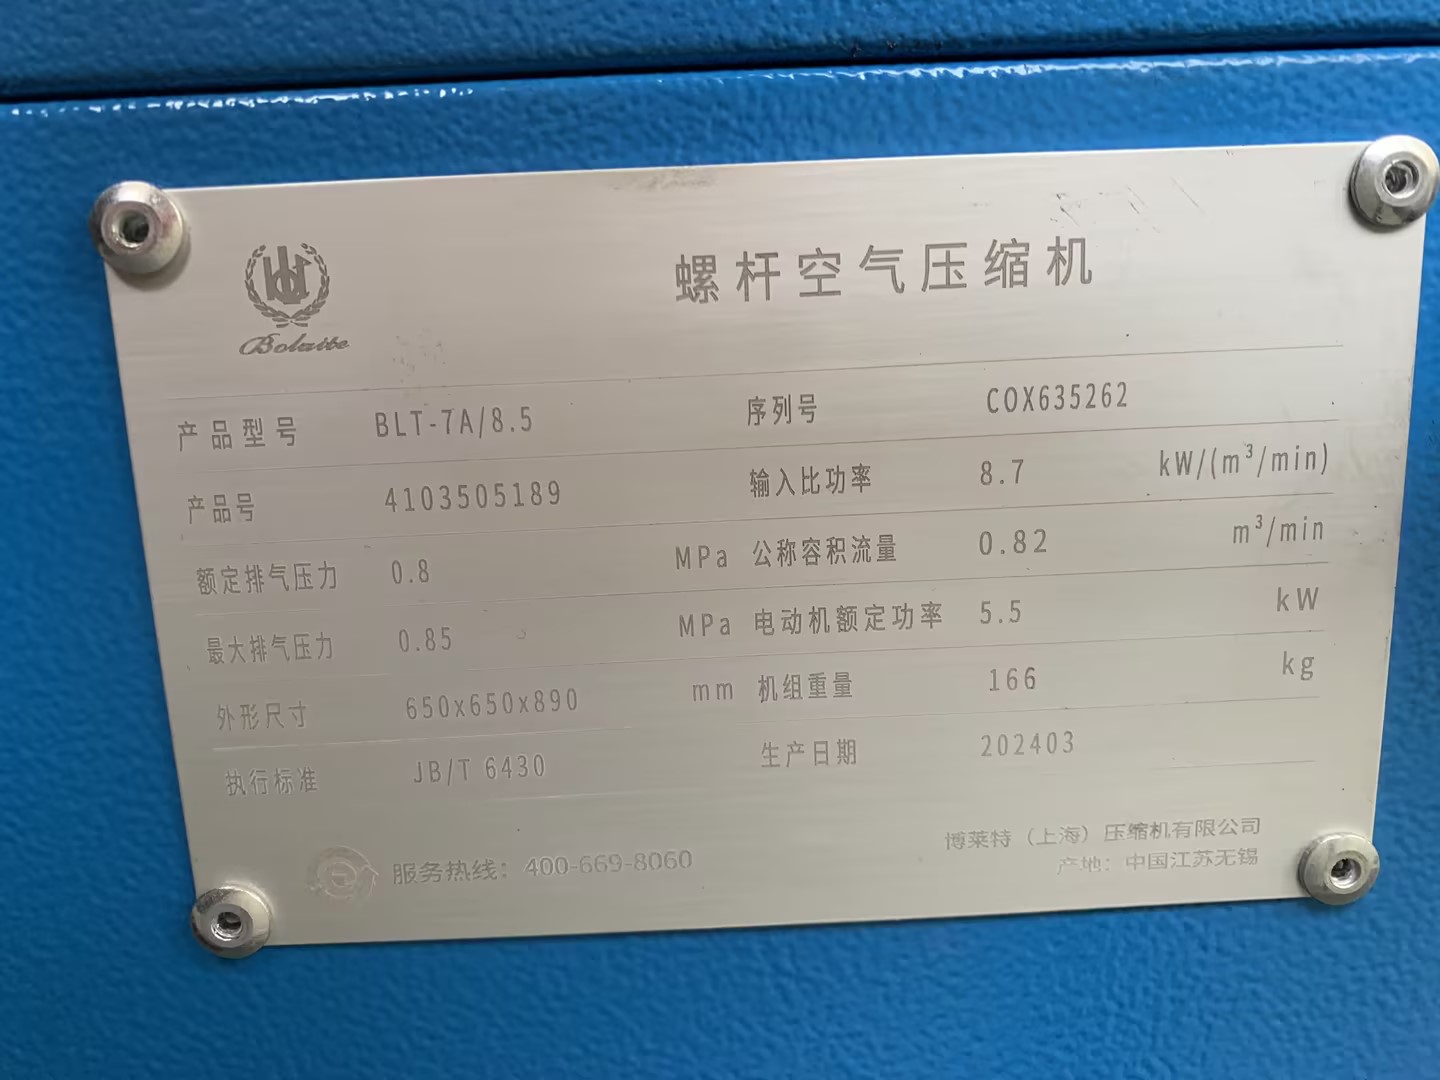 螺杆空气压缩机
Bolaite
产品型号 BLT-7A/8.5 序列号 COX635262
产品号 4103505189 输入比功率 8.7 kW/(m³/min)
额定排气压力 0.8 MPa 公称容积流量 0.82 m³/min
最大排气压力 0.85 MPa 电动机额定功率 5.5 kW
外形尺寸 650x650x890 mm 机组重量 166 kg
执行标准 JB/T 6430 生产日期 202403
服务热线：400-669-8060 博莱特（上海）压缩机有限公司
产地：中国江苏无锡